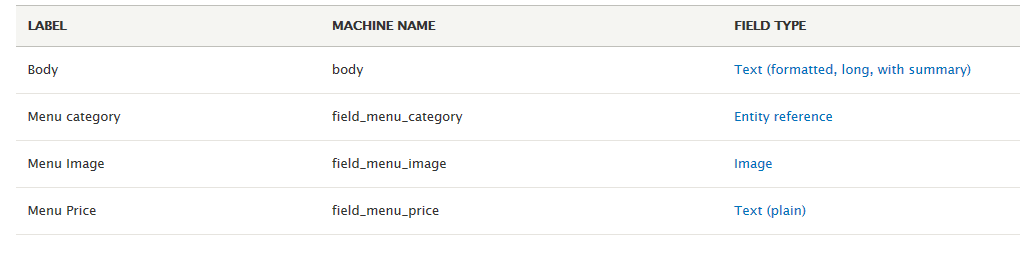 LABEL MACHINE NAME FIELD TYPE
Body body Text (formatted, long, with summary)
Menu category field_menu_category Entity reference
Menu Image field_menu_image Image
Menu Price field_menu_price Text (plain)